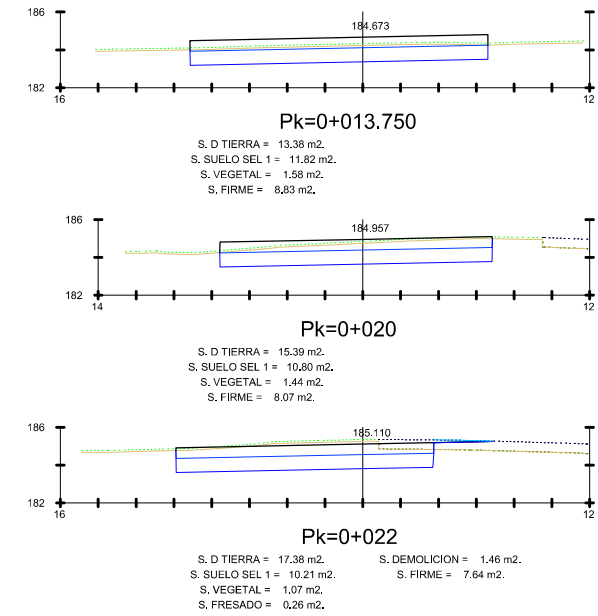 186
184.673
182
16
12
Pk=0+013.750
S. D TIERRA = 13.38 m2.
S. SUELO SEL 1 = 11.82 m2.
S. VEGETAL = 1.58 m2.
S. FIRME = 8.83 m2.
186
184.957
182
14
12
Pk=0+020
S. D TIERRA = 15.39 m2.
S. SUELO SEL 1 = 10.80 m2.
S. VEGETAL = 1.44 m2.
S. FIRME = 8.07 m2.
186
185.110
182
16
12
Pk=0+022
S. D TIERRA = 17.38 m2. S. DEMOLICION = 1.46 m2.
S. SUELO SEL 1 = 10.21 m2. S. FIRME = 7.64 m2.
S. VEGETAL = 1.07 m2.
S. FRESADO = 0.26 m2.